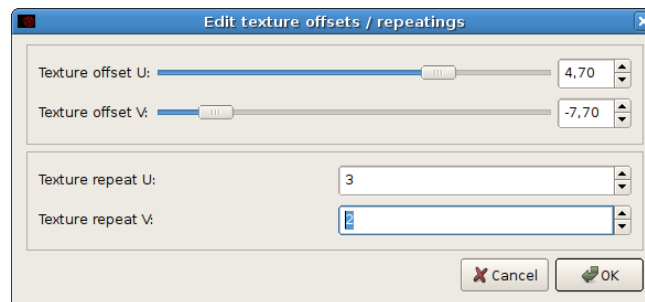 Edit texture offsets / repeatings
Texture offset U: 4,70
Texture offset V: -7,70
Texture repeat U: 3
Texture repeat V: 2
Cancel OK